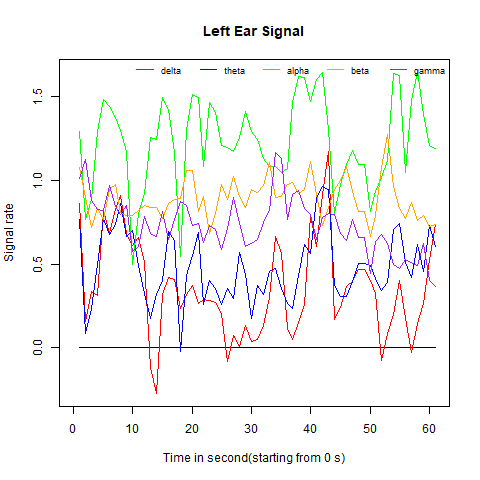 Left Ear Signal
delta theta alpha beta gamma
Signal rate
1.5
1.0
0.5
0.0
0 10 20 30 40 50 60
Time in second(starting from 0 s)